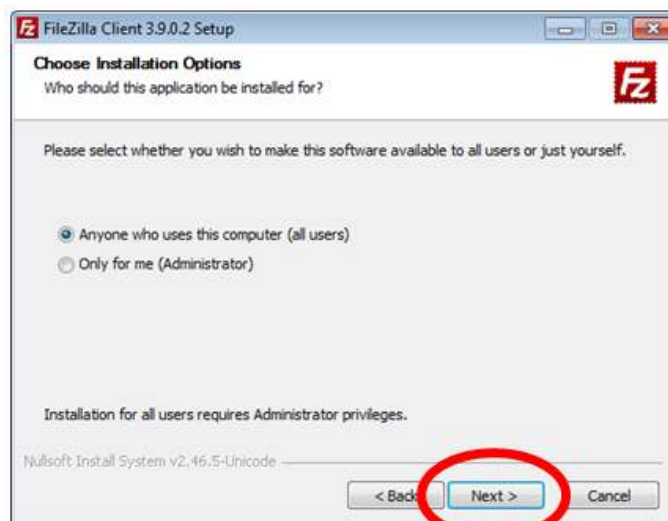 FileZilla Client 3.9.0.2 Setup
Choose Installation Options
Who should this application be installed for?
Please select whether you wish to make this software available to all users or just yourself.
Anyone who uses this computer (all users)
Only for me (Administrator)
Installation for all users requires Administrator privileges.
Nullsoft Install System v2.46.5-Unicode
< Back Next > Cancel